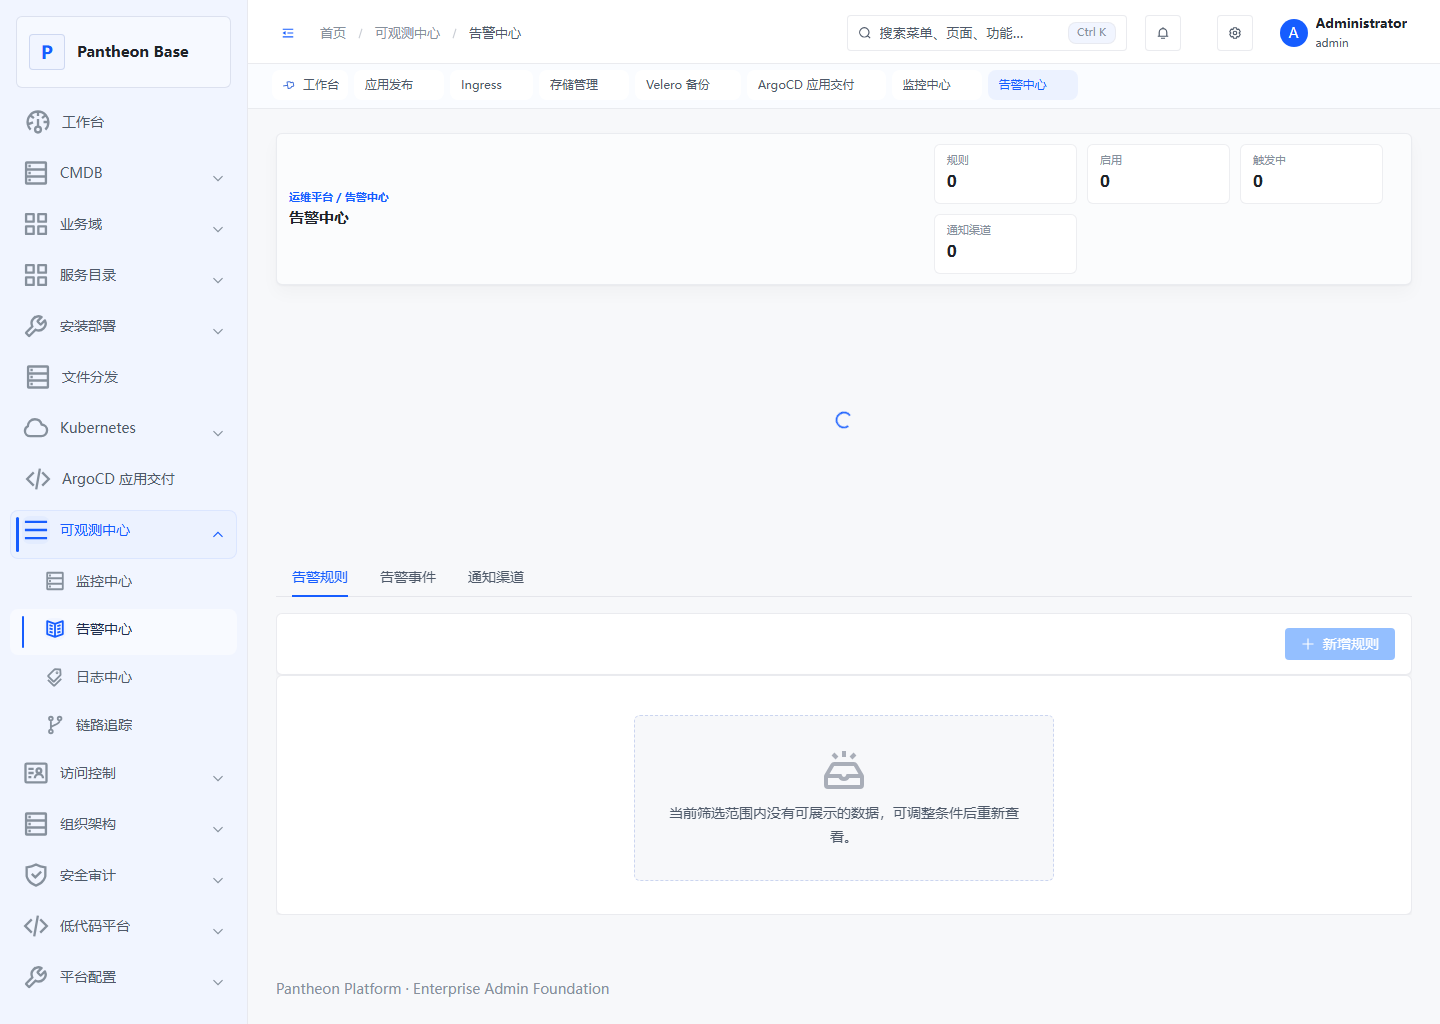 P
Pantheon Base
工作台
CMDB
业务域
服务目录
安装部署
文件分发
Kubernetes
ArgoCD 应用交付
可观测中心
监控中心
告警中心
日志中心
链路追踪
访问控制
组织架构
安全审计
低代码平台
平台配置
首页 / 可观测中心 / 告警中心
搜索菜单、页面、功能... Ctrl K
A
Administrator
admin
工作台 应用发布 Ingress 存储管理 Velero 备份 ArgoCD 应用交付 监控中心 告警中心
运维平台 / 告警中心
告警中心
规则
0
启用
0
触发中
0
通知渠道
0
告警规则 告警事件 通知渠道
新增规则
当前筛选范围内没有可展示的数据，可调整条件后重新查
看。
Pantheon Platform · Enterprise Admin Foundation